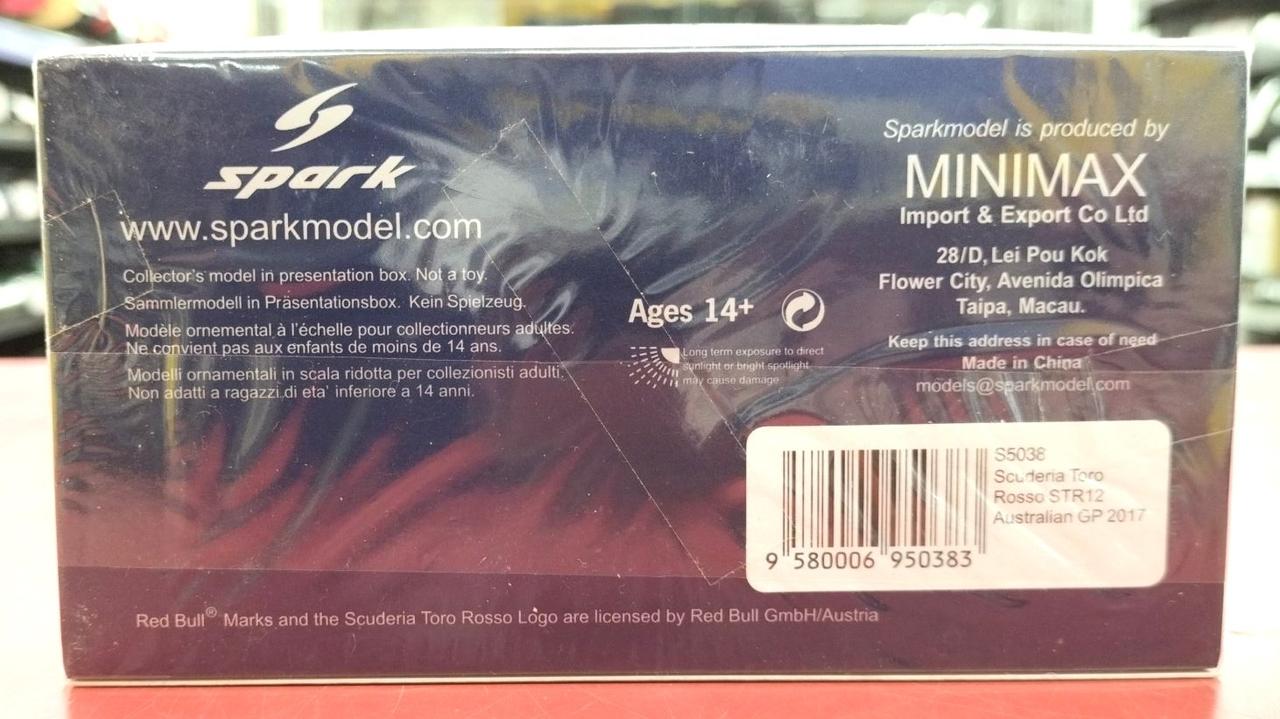 spark
www.sparkmodel.com
Collector's model in presentation box. Not a toy.
Sammlermodell in Präsentationsbox. Kein Spielzeug.
Modèle ornemental à l'échelle pour collectionneurs adultes.
Ne convient pas aux enfants de moins de 14 ans.
Modelli ornamentali in scala ridotta per collezionisti adulti.
Non adatti a ragazzi di eta' inferiore a 14 anni.
Ages 14+
Long term exposure to direct
sunlight or bright spotlight
may cause damage
Sparkmodel is produced by
MINIMAX
Import & Export Co Ltd
28/D, Lei Pou Kok
Flower City, Avenida Olimpica
Taipa, Macau.
Keep this address in case of need
Made in China
models@sparkmodel.com
S5038
Scuderia Toro
Rosso STR12
Australian GP 2017
9 580006 950383
Red Bull® Marks and the Scuderia Toro Rosso Logo are licensed by Red Bull GmbH/Austria